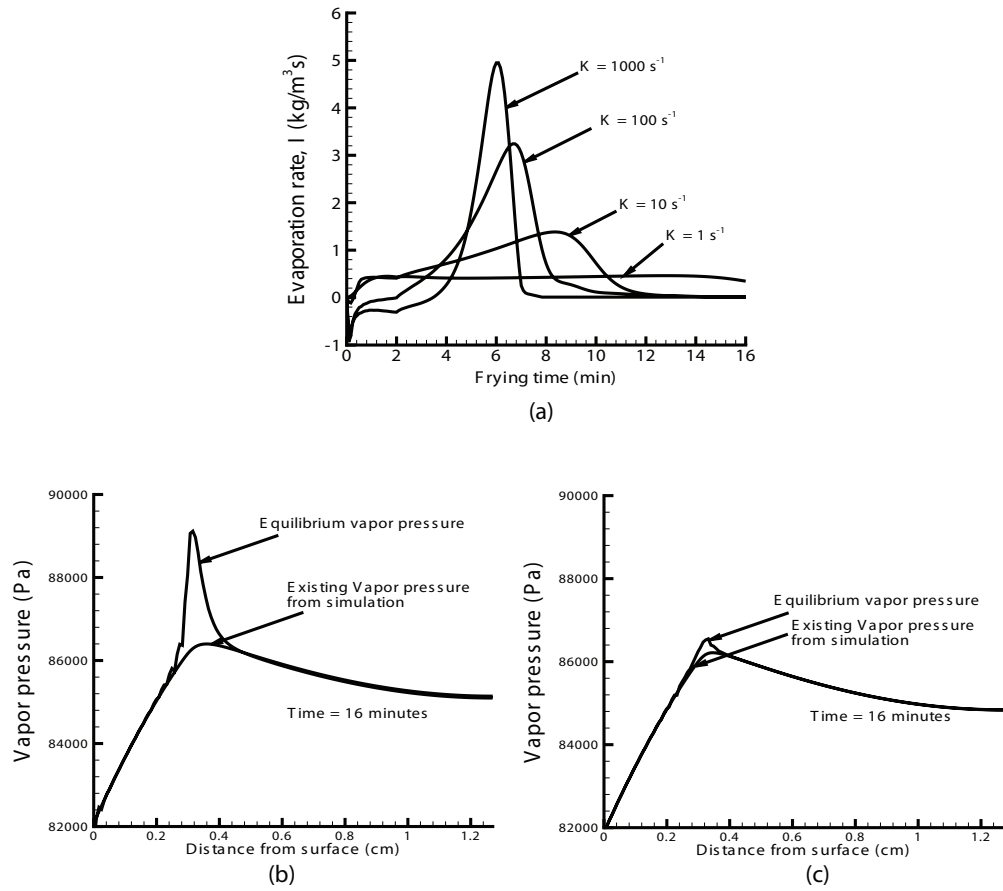 6
5
4
3
2
1
0
-1
Evaporation rate, I (kg/m³s)
K = 1000 s⁻¹
K = 100 s⁻¹
K = 10 s⁻¹
K = 1 s⁻¹
0 2 4 6 8 10 12 14 16
Frying time (min)
(a)
90000
88000
86000
84000
82000
Vapor pressure (Pa)
Equilibrium vapor pressure
Existing Vapor pressure
from simulation
Time = 16 minutes
0 0.2 0.4 0.6 0.8 1 1.2
Distance from surface (cm)
(b)
90000
88000
86000
84000
82000
Vapor pressure (Pa)
Equilibrium vapor pressure
Existing Vapor pressure
from simulation
Time = 16 minutes
0 0.2 0.4 0.6 0.8 1 1.2
Distance from surface (cm)
(c)